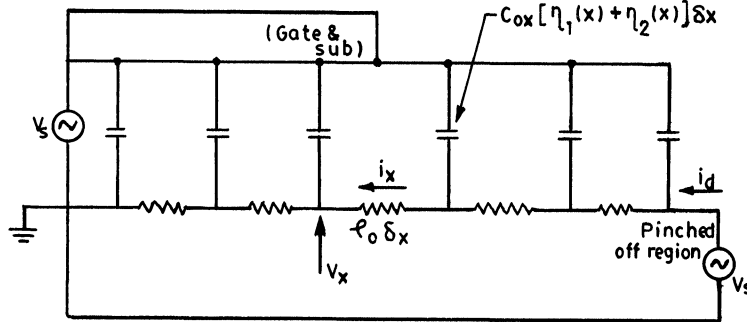 (Gate &
sub)
Cox[η₁(x)+η₂(x)]δx
Vs
ix
id
ρ₀ δx
Vx
Pinched
off region
Vs